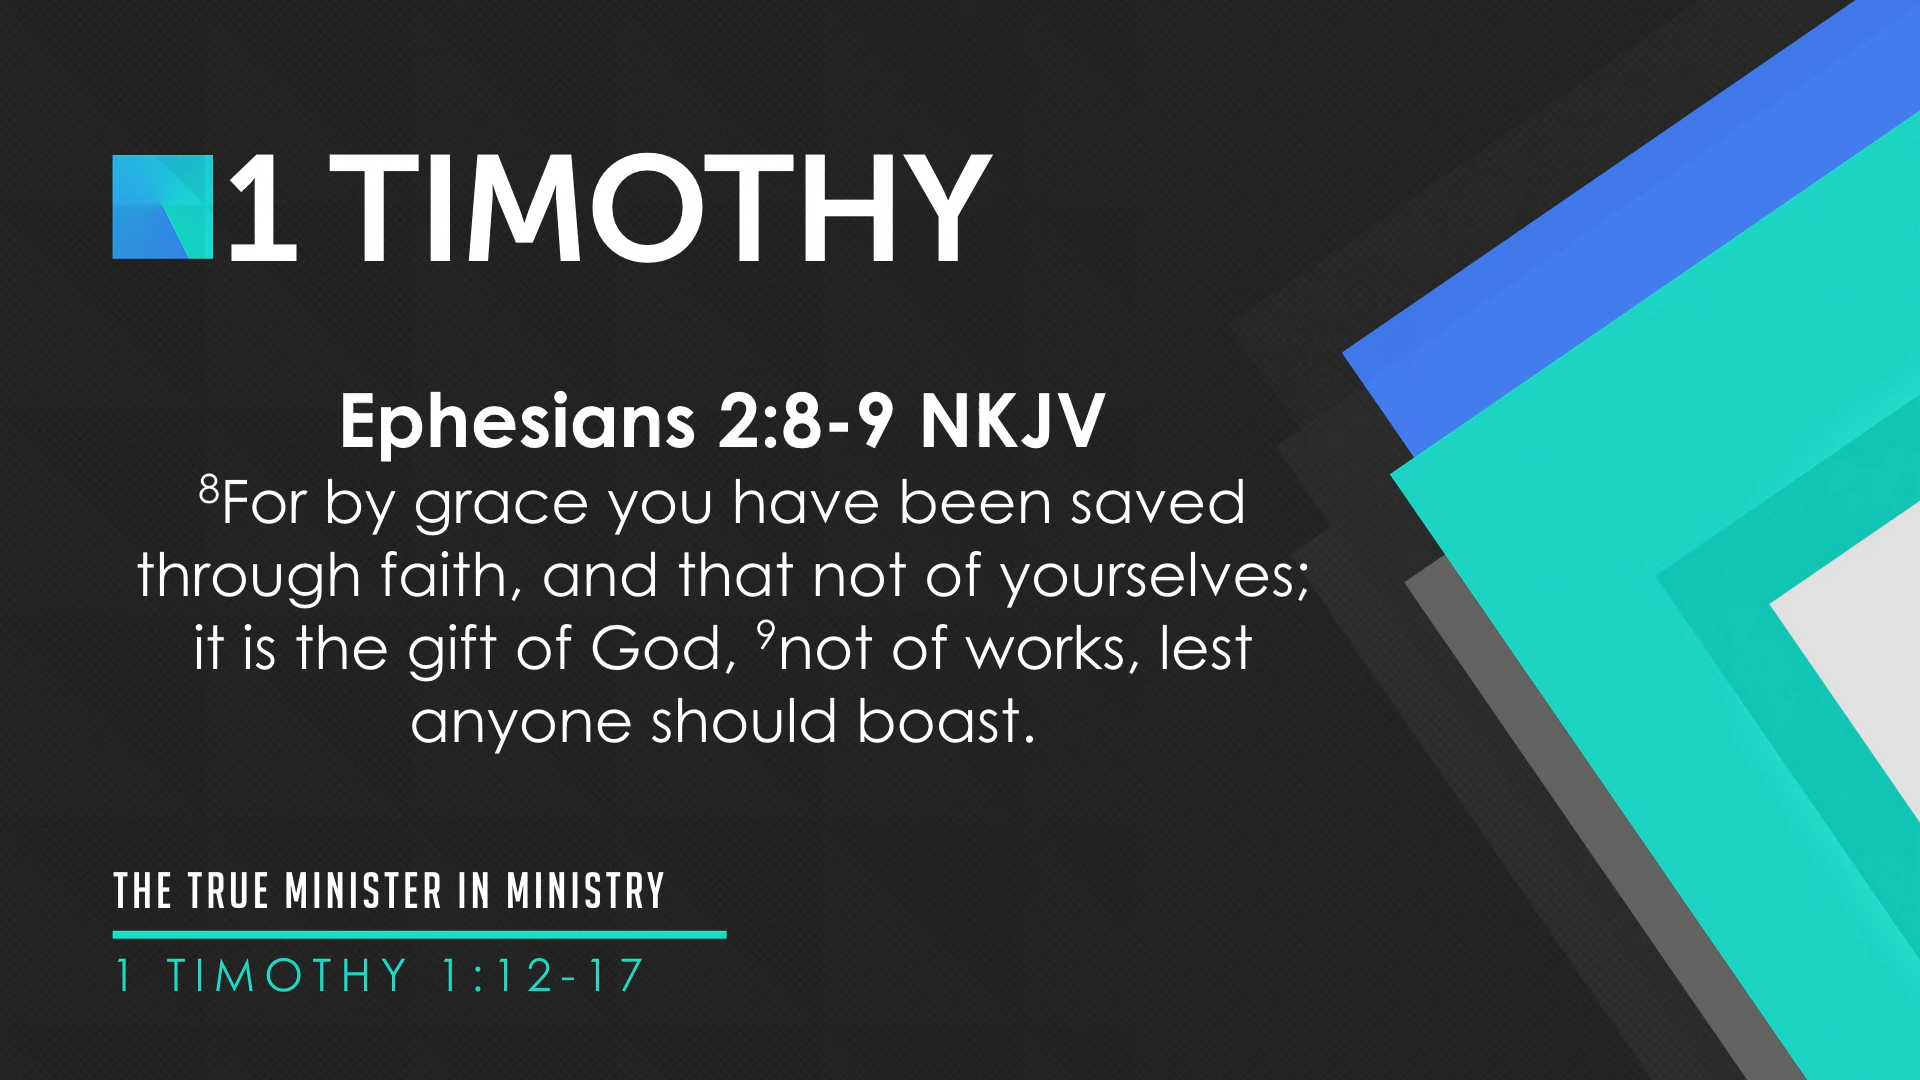 1 TIMOTHY
Ephesians 2:8-9 NKJV
⁸For by grace you have been saved
through faith, and that not of yourselves;
it is the gift of God, ⁹not of works, lest
anyone should boast.
THE TRUE MINISTER IN MINISTRY
1 TIMOTHY 1:12-17